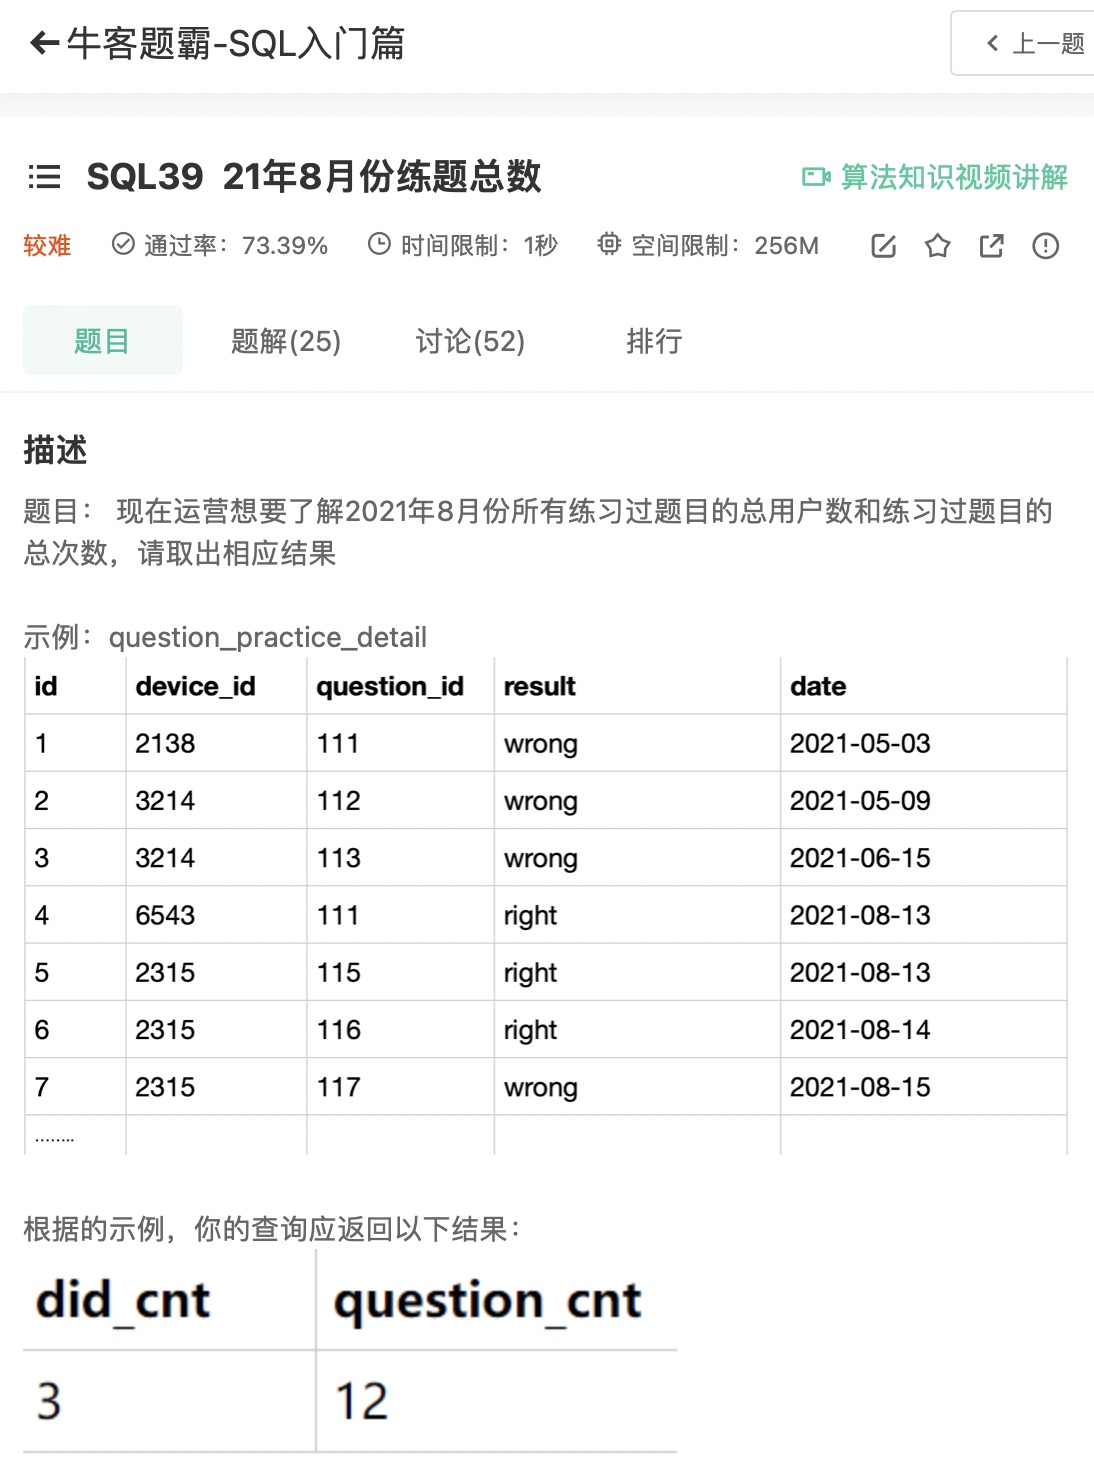 牛客题霸-SQL入门篇
上一题
SQL39 21年8月份练题总数
算法知识视频讲解
较难 通过率：73.39% 时间限制：1秒 空间限制：256M
题目 题解(25) 讨论(52) 排行
描述
题目： 现在运营想要了解2021年8月份所有练习过题目的总用户数和练习过题目的
总次数，请取出相应结果
示例：question_practice_detail
id device_id question_id result date
1 2138 111 wrong 2021-05-03
2 3214 112 wrong 2021-05-09
3 3214 113 wrong 2021-06-15
4 6543 111 right 2021-08-13
5 2315 115 right 2021-08-13
6 2315 116 right 2021-08-14
7 2315 117 wrong 2021-08-15
........
根据的示例，你的查询应返回以下结果：
did_cnt question_cnt
3 12